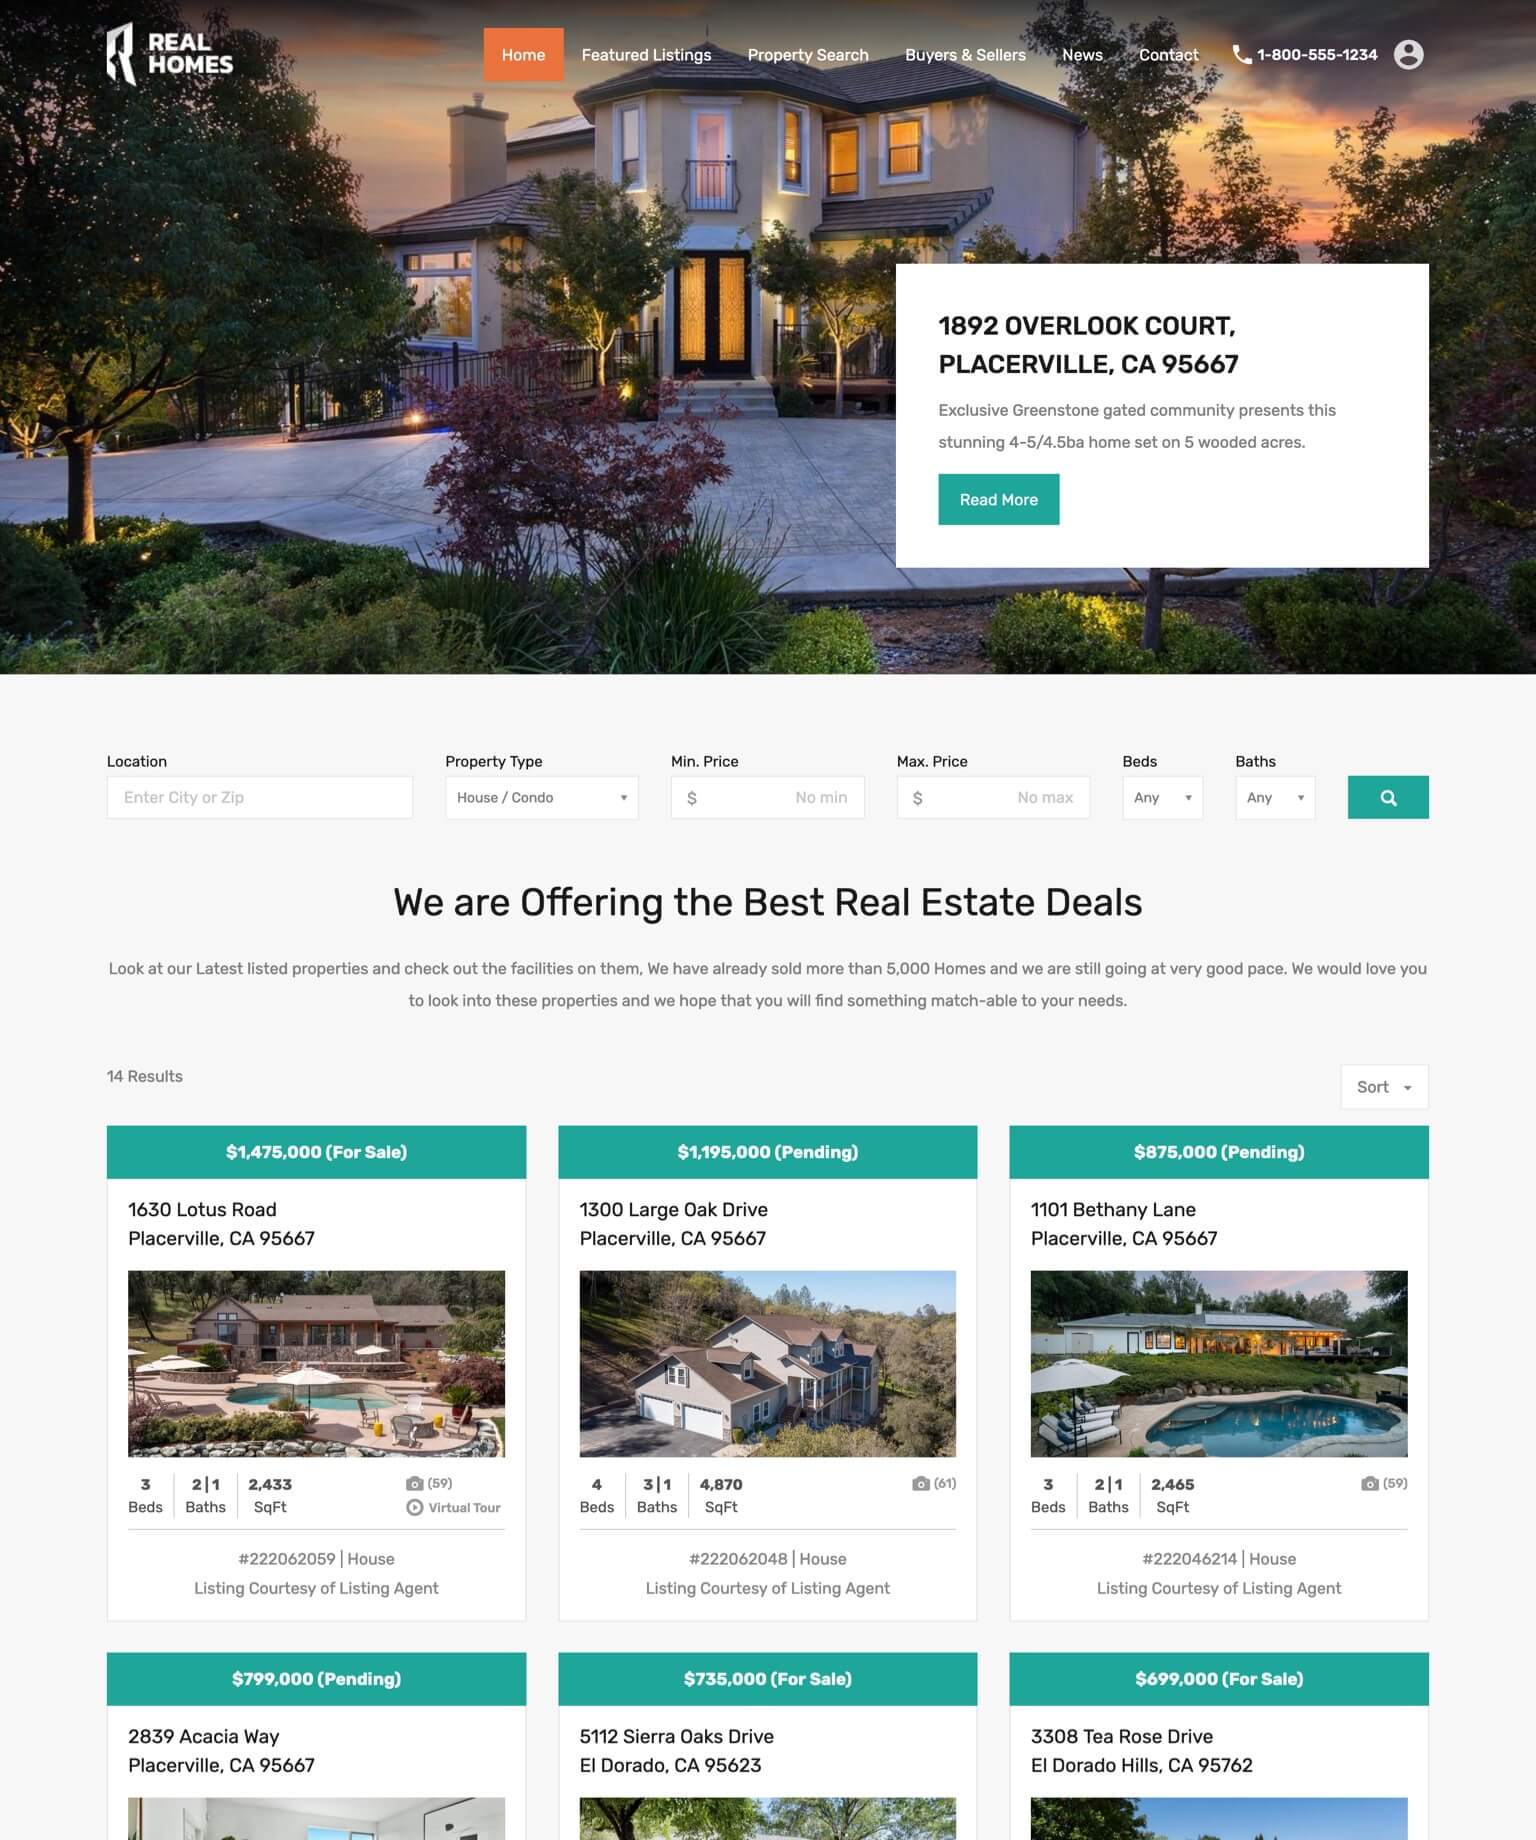 REAL
HOMES
Home
Featured Listings
Property Search
Buyers & Sellers
News
Contact
1-800-555-1234
1892 OVERLOOK COURT,
PLACERVILLE, CA 95667
Exclusive Greenstone gated community presents this
stunning 4-5/4.5ba home set on 5 wooded acres.
Read More
Location
Property Type
Min. Price
Max. Price
Beds
Baths
Enter City or Zip
House / Condo
$ No min
$ No max
Any
Any
We are Offering the Best Real Estate Deals
Look at our Latest listed properties and check out the facilities on them, We have already sold more than 5,000 Homes and we are still going at very good pace. We would love you
to look into these properties and we hope that you will find something match-able to your needs.
14 Results
Sort
$1,475,000 (For Sale)
1630 Lotus Road
Placerville, CA 95667
3 2|1 2,433 (59)
Beds Baths SqFt Virtual Tour
#222062059 | House
Listing Courtesy of Listing Agent
$1,195,000 (Pending)
1300 Large Oak Drive
Placerville, CA 95667
4 3|1 4,870 (61)
Beds Baths SqFt
#222062048 | House
Listing Courtesy of Listing Agent
$875,000 (Pending)
1101 Bethany Lane
Placerville, CA 95667
3 2|1 2,465 (59)
Beds Baths SqFt
#222046214 | House
Listing Courtesy of Listing Agent
$799,000 (Pending)
2839 Acacia Way
Placerville, CA 95667
$735,000 (For Sale)
5112 Sierra Oaks Drive
El Dorado, CA 95623
$699,000 (For Sale)
3308 Tea Rose Drive
El Dorado Hills, CA 95762